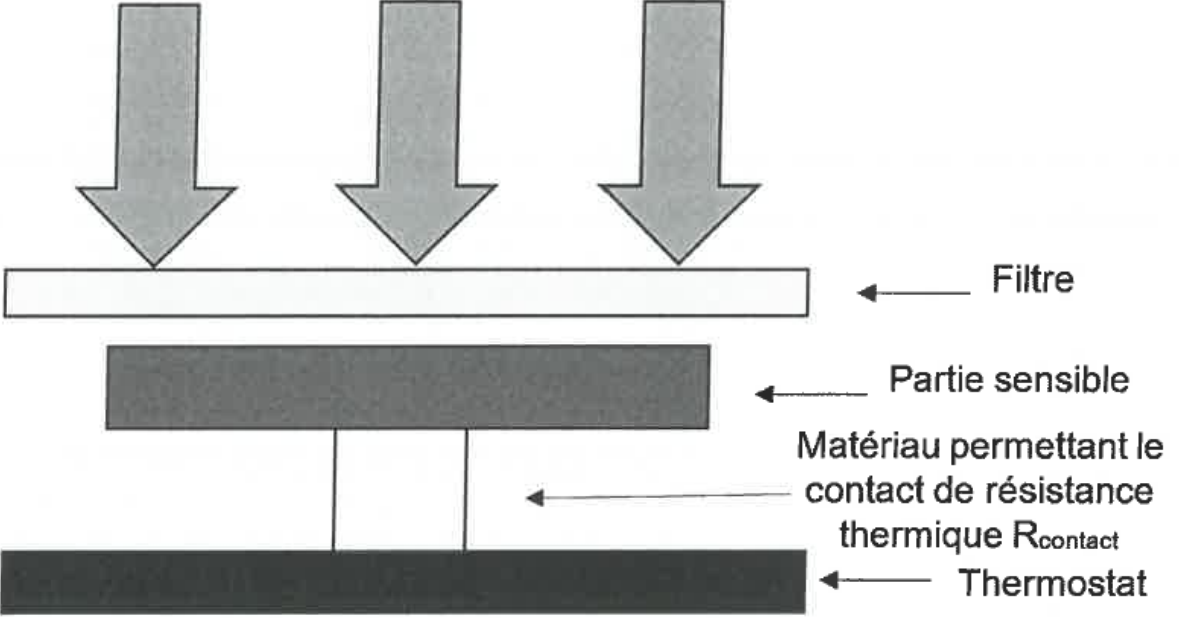 Filtre
Partie sensible
Matériau permettant le
contact de résistance
thermique Rcontact
Thermostat